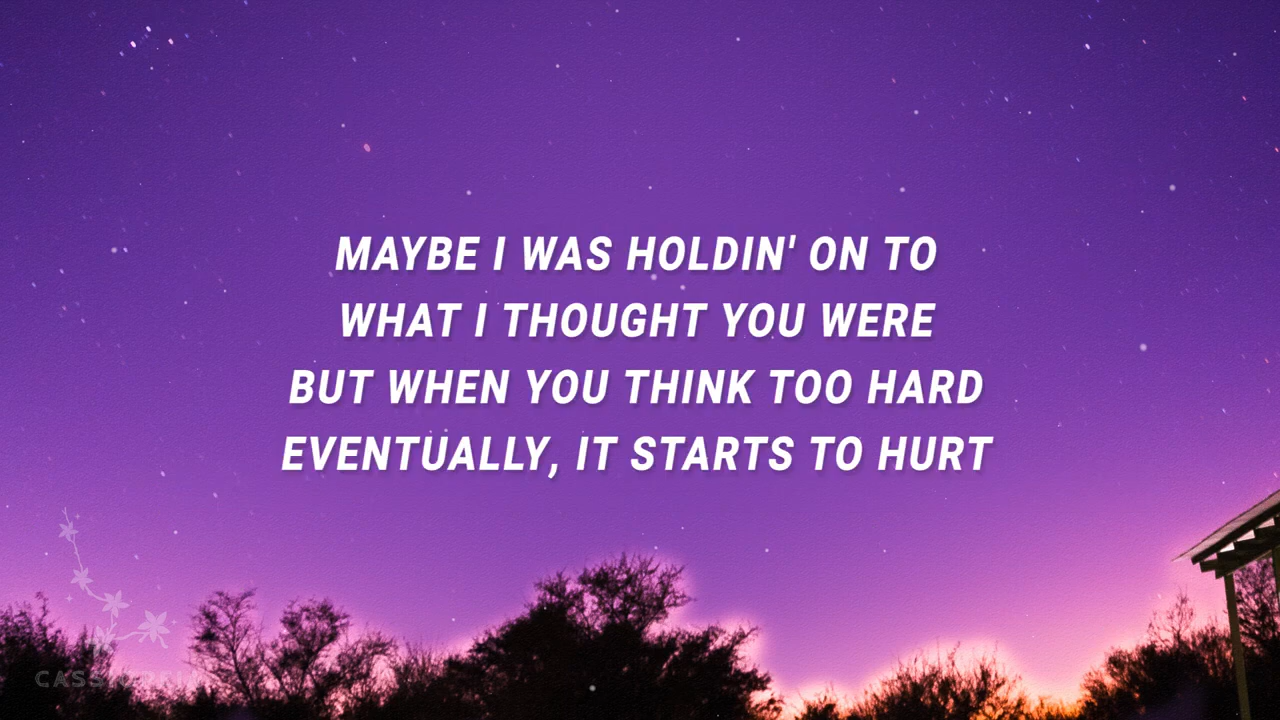 MAYBE I WAS HOLDIN' ON TO
WHAT I THOUGHT YOU WERE
BUT WHEN YOU THINK TOO HARD
EVENTUALLY, IT STARTS TO HURT